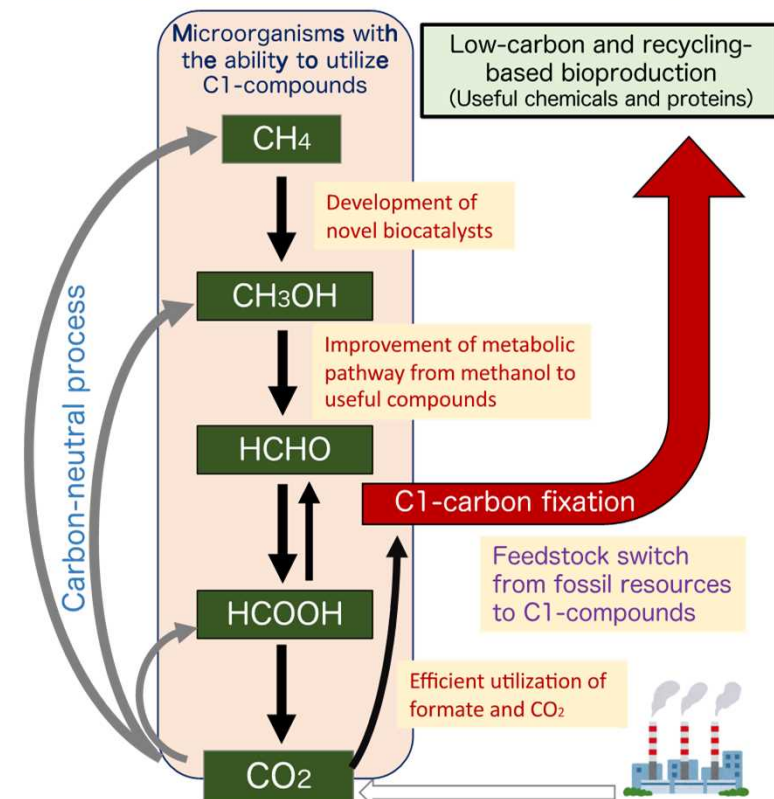 Microorganisms with
the ability to utilize
C1-compounds
Low-carbon and recycling-
based bioproduction
(Useful chemicals and proteins)
CH₄
Development of
novel biocatalysts
CH₃OH
Improvement of metabolic
pathway from methanol to
useful compounds
HCHO
C1-carbon fixation
Feedstock switch
from fossil resources
to C1-compounds
HCOOH
Efficient utilization of
formate and CO₂
CO₂
Carbon-neutral process